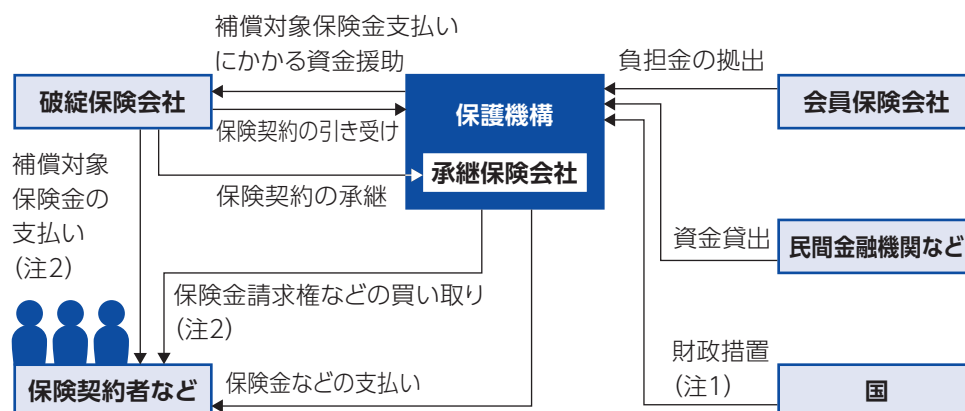 補償対象保険金支払い
にかかる資金援助
負担金の拠出
破綻保険会社
保護機構
会員保険会社
保険契約の引き受け
承継保険会社
補償対象
保険金の
支払い
(注2)
保険契約の承継
資金貸出
民間金融機関など
保険金請求権などの買い取り
(注2)
財政措置
(注1)
保険契約者など
保険金などの支払い
国